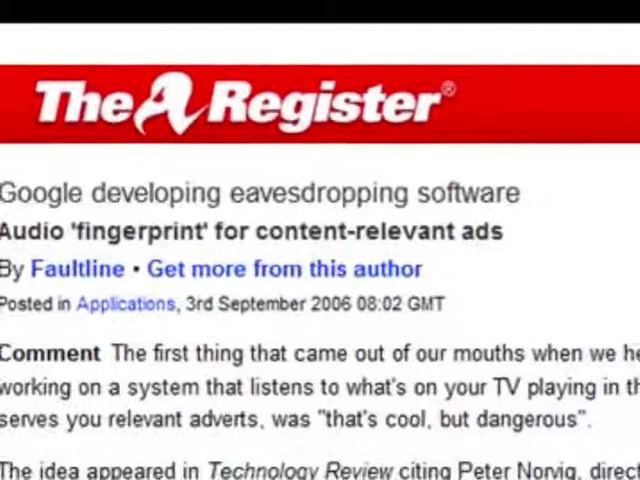 The Register®
Google developing eavesdropping software
Audio 'fingerprint' for content-relevant ads
By Faultline • Get more from this author
Posted in Applications, 3rd September 2006 08:02 GMT
Comment The first thing that came out of our mouths when we he
working on a system that listens to what's on your TV playing in th
serves you relevant adverts, was "that's cool, but dangerous".
The idea appeared in Technology Review citing Peter Norvig, direct